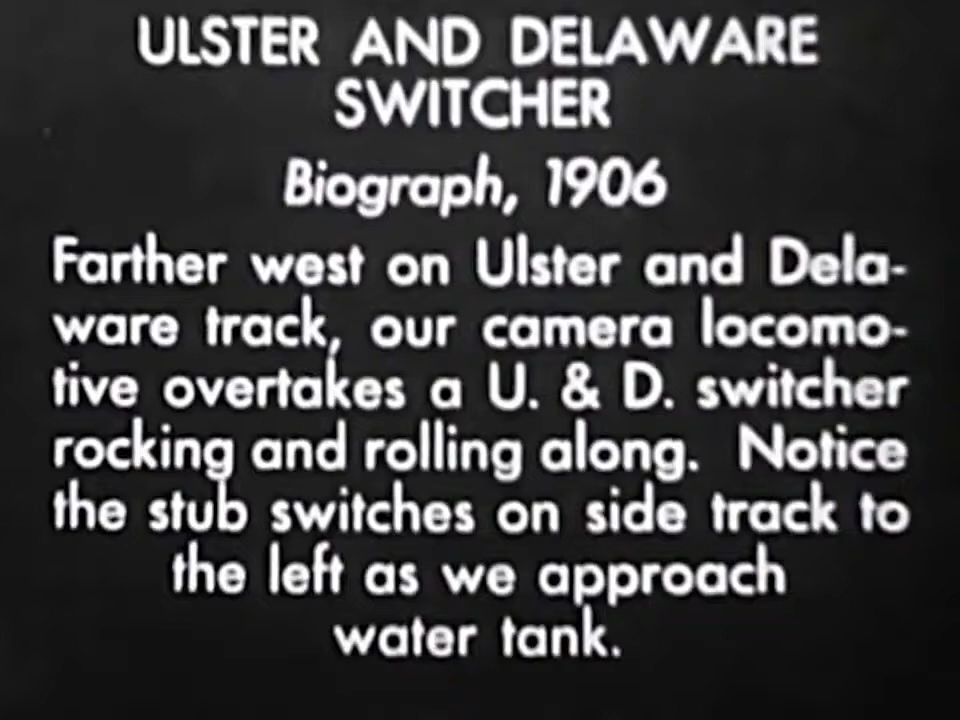 ULSTER AND DELAWARE
SWITCHER
Biograph, 1906
Farther west on Ulster and Dela-
ware track, our camera locomo-
tive overtakes a U. & D. switcher
rocking and rolling along. Notice
the stub switches on side track to
the left as we approach
water tank.